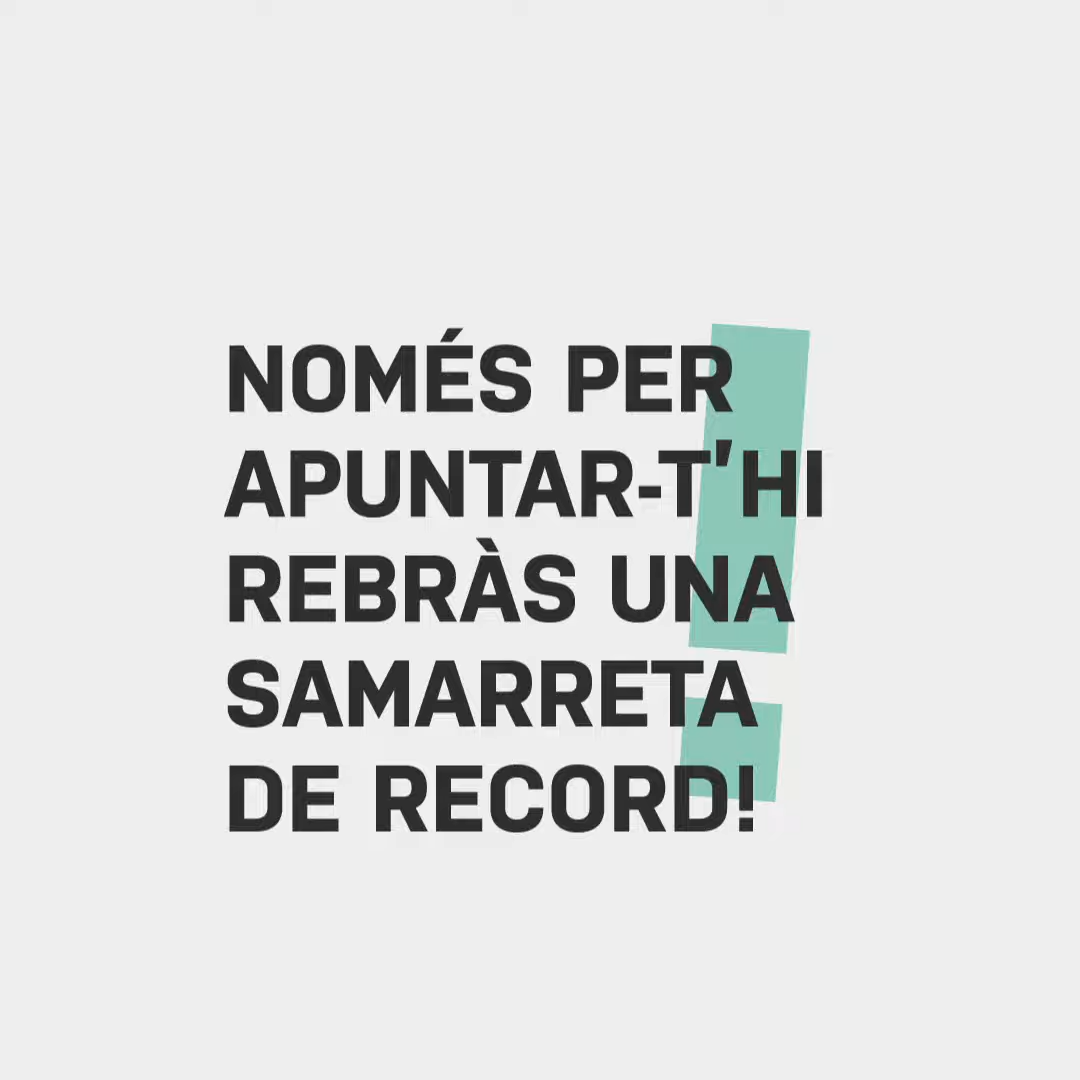 NOMÉS PER
APUNTAR-T'HI
REBRÀS UNA
SAMARRETA
DE RECORD!